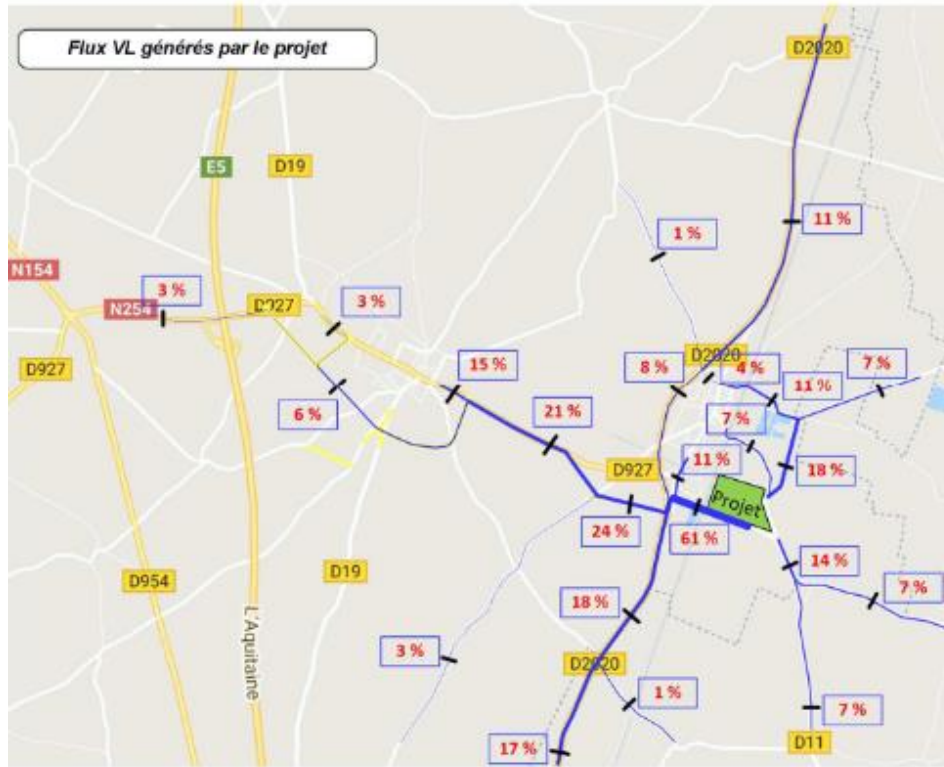 Flux VL générés par le projet
D2020
E5
D19
11 %
1 %
N154
3 %
N254
D927
3 %
D927
D2020
15 %
8 %
4 %
7 %
11 %
6 %
21 %
7 %
D927
11 %
18 %
Projet
24 %
61 %
D954
D19
14 %
7 %
18 %
L'Aquitaine
3 %
D2020
1 %
7 %
17 %
D11